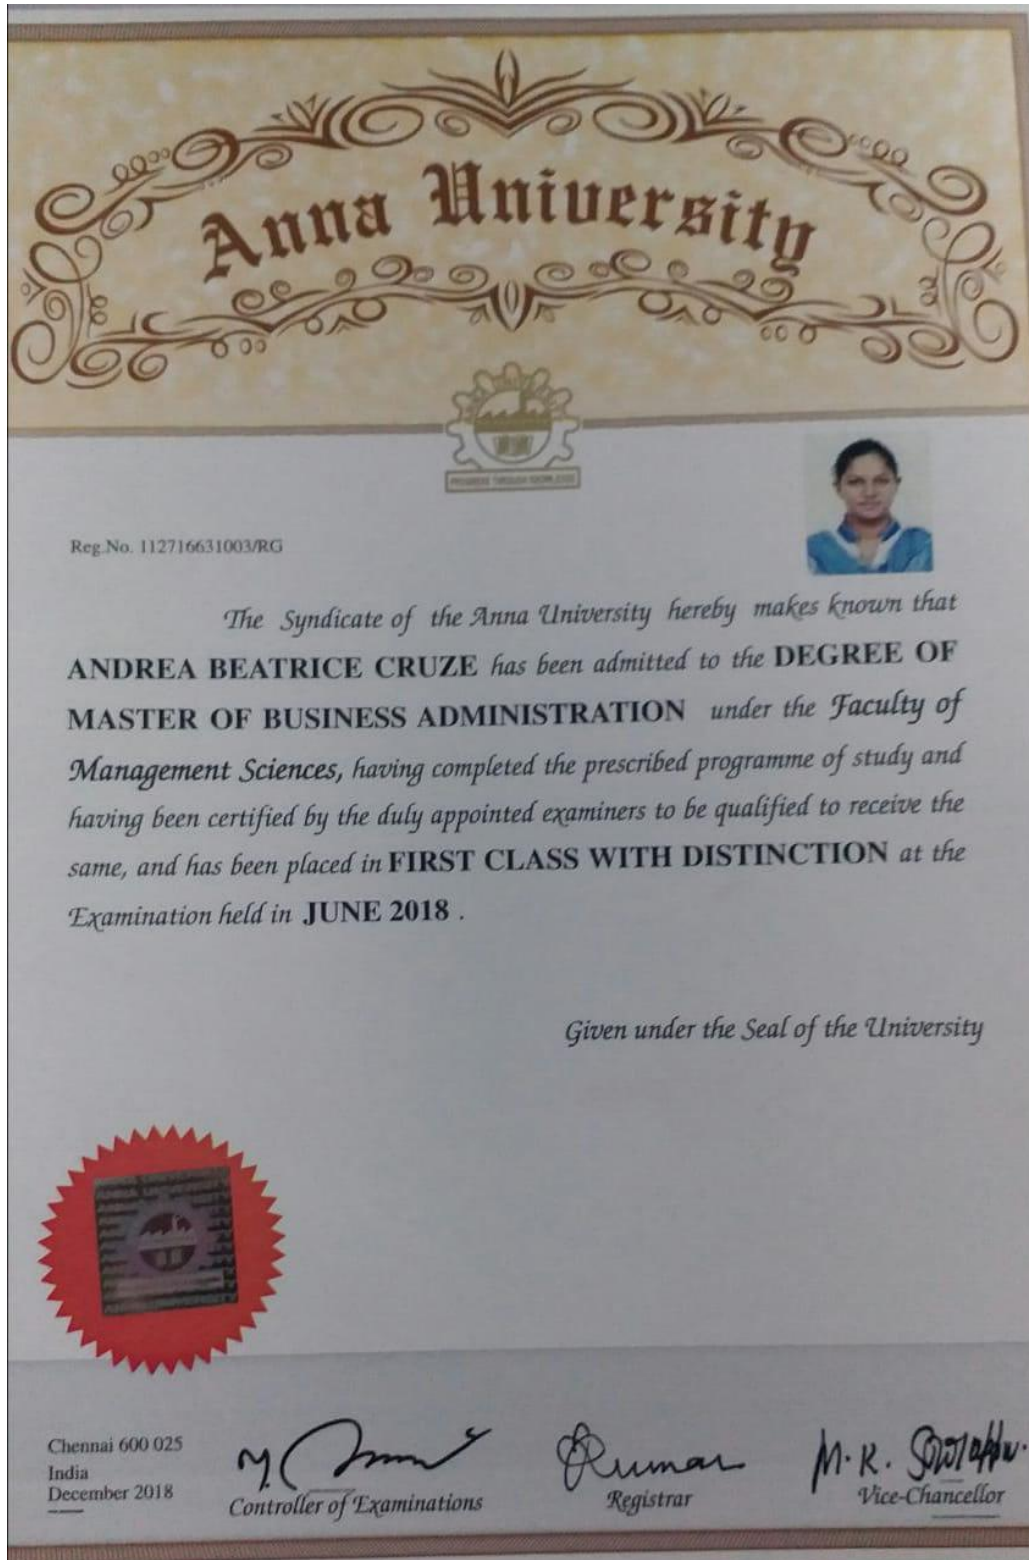 Anna University
PROGRESS THROUGH KNOWLEDGE
Reg.No. 112716631003/RG
The Syndicate of the Anna University hereby makes known that
ANDREA BEATRICE CRUZE has been admitted to the DEGREE OF
MASTER OF BUSINESS ADMINISTRATION under the Faculty of
Management Sciences, having completed the prescribed programme of study and
having been certified by the duly appointed examiners to be qualified to receive the
same, and has been placed in FIRST CLASS WITH DISTINCTION at the
Examination held in JUNE 2018 .
Given under the Seal of the University
Chennai 600 025
India
December 2018
Controller of Examinations
Kumar
Registrar
M.K.
Vice-Chancellor